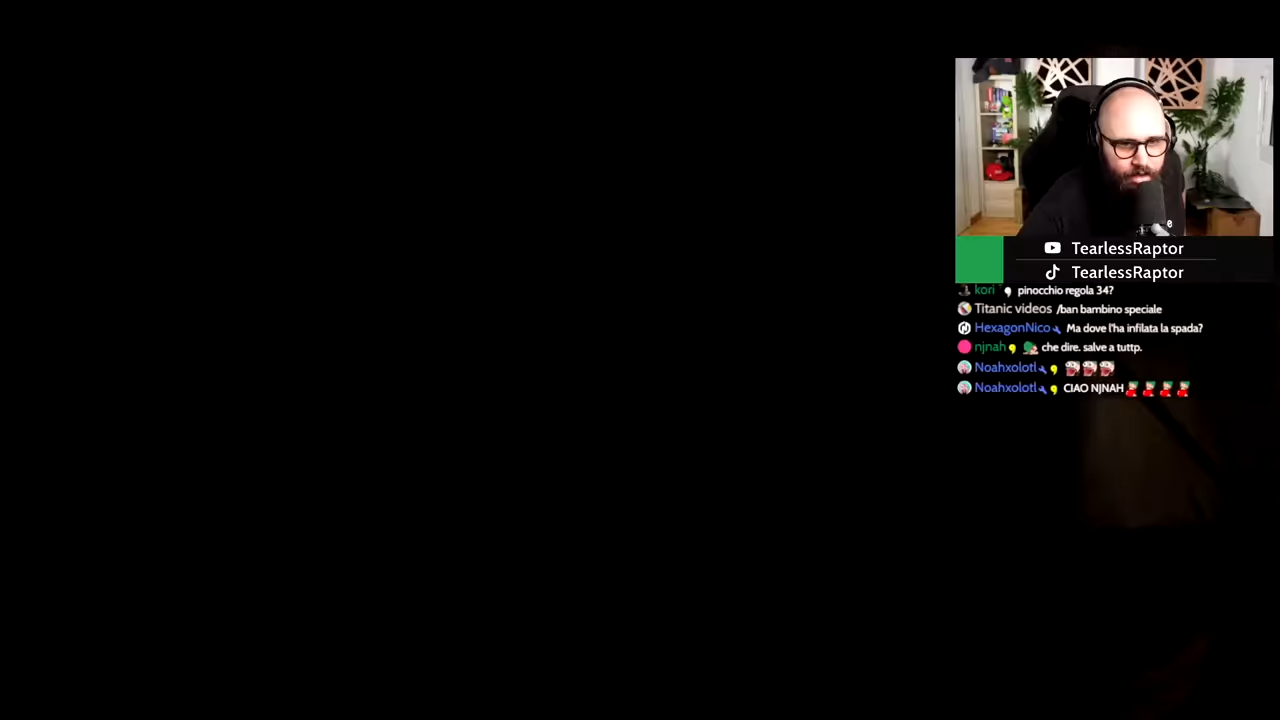 TearlessRaptor
TearlessRaptor
kori pinocchio regola 34?
Titanic videos /ban bambino speciale
HexagonNico Ma dove l'ha infilata la spada?
njnah che dire. salve a tuttp.
Noahxolotl
Noahxolotl CIAO NJNAH